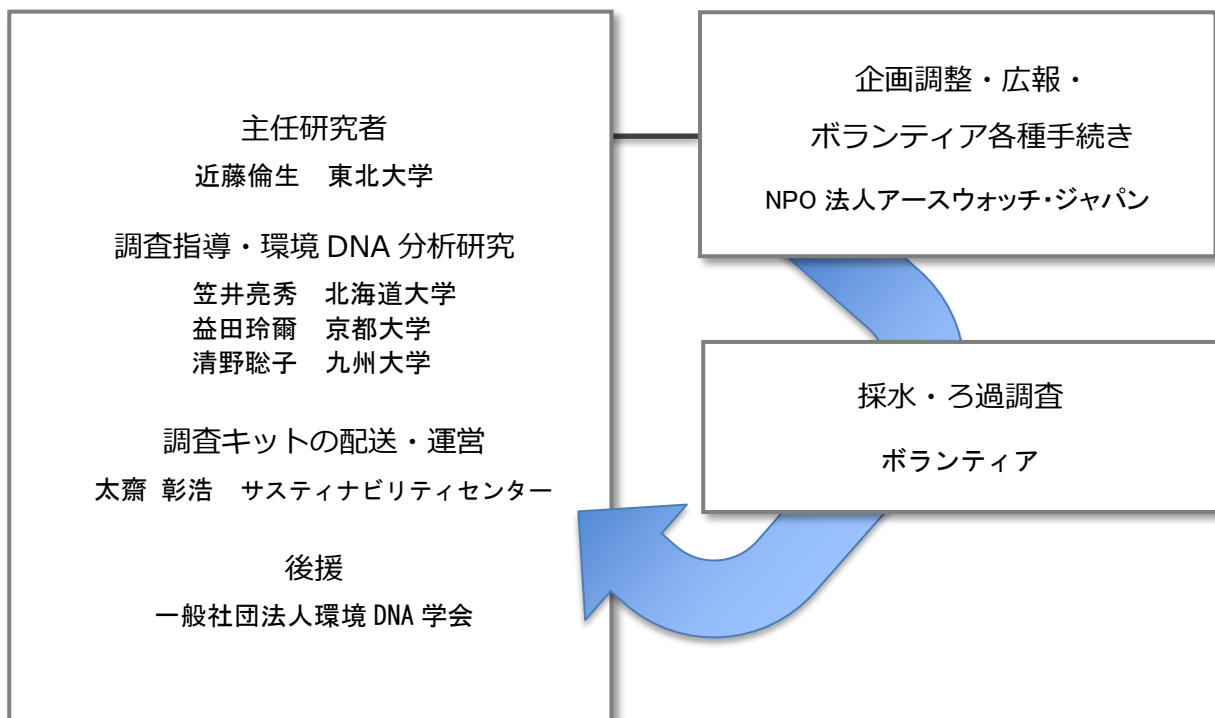 主任研究者
近藤倫生　東北大学
調査指導・環境 DNA 分析研究
笠井亮秀　北海道大学
益田玲爾　京都大学
清野聡子　九州大学
調査キットの配送・運営
太齋 彰浩　サスティナビリティセンター
後援
一般社団法人環境 DNA 学会
企画調整・広報・
ボランティア各種手続き
NPO 法人アースウォッチ・ジャパン
採水・ろ過調査
ボランティア